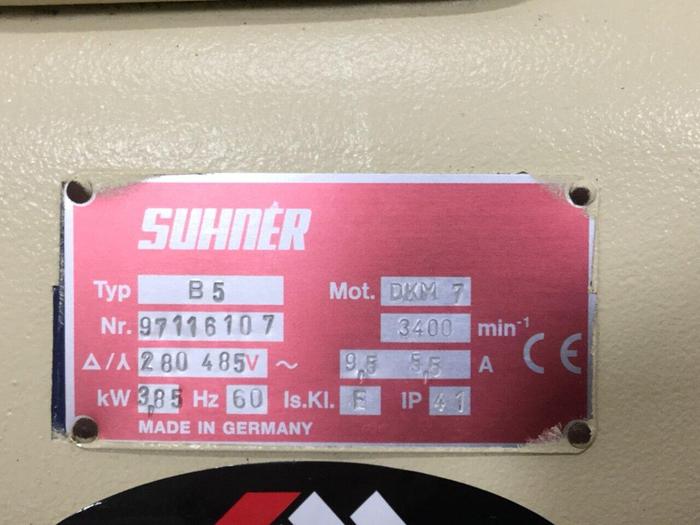 SUHNER
Typ B5 Mot. DKM 7
Nr. 97116107 3400 min⁻¹
Δ/⅄ 280 485V ~ 9,5 5,5 A CE
kW 3,85 Hz 60 Is.Kl. E IP 41
MADE IN GERMANY